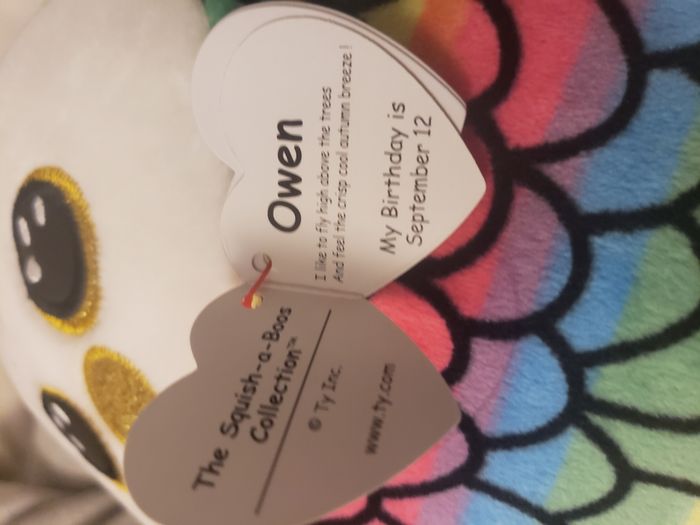 The Squish-a-Boos
Collection™
© Ty Inc.
www.ty.com
Owen
I like to fly high above the trees
And feel the crisp cool autumn breeze!
My Birthday is
September 12